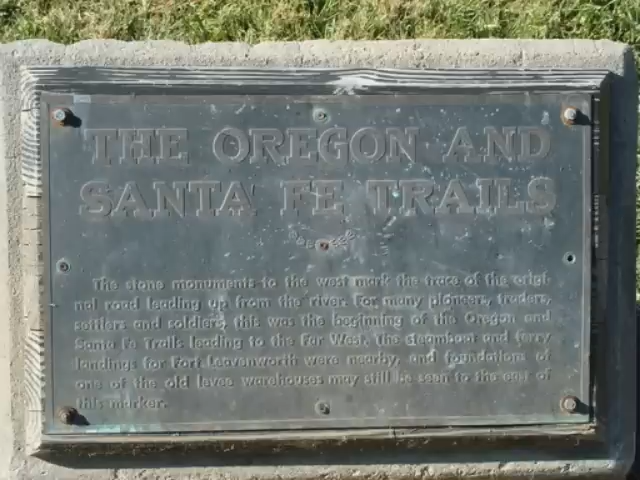 THE OREGON AND
SANTA FE TRAILS
The stone monuments to the west mark the trace of the origi-
nal road leading up from the river. For many pioneers, traders,
settlers and soldiers, this was the beginning of the Oregon and
Santa Fe Trails leading to the Far West. The steamboat and ferry
landings for Fort Leavenworth were nearby, and foundations of
one of the old levee warehouses may still be seen to the east of
this marker.